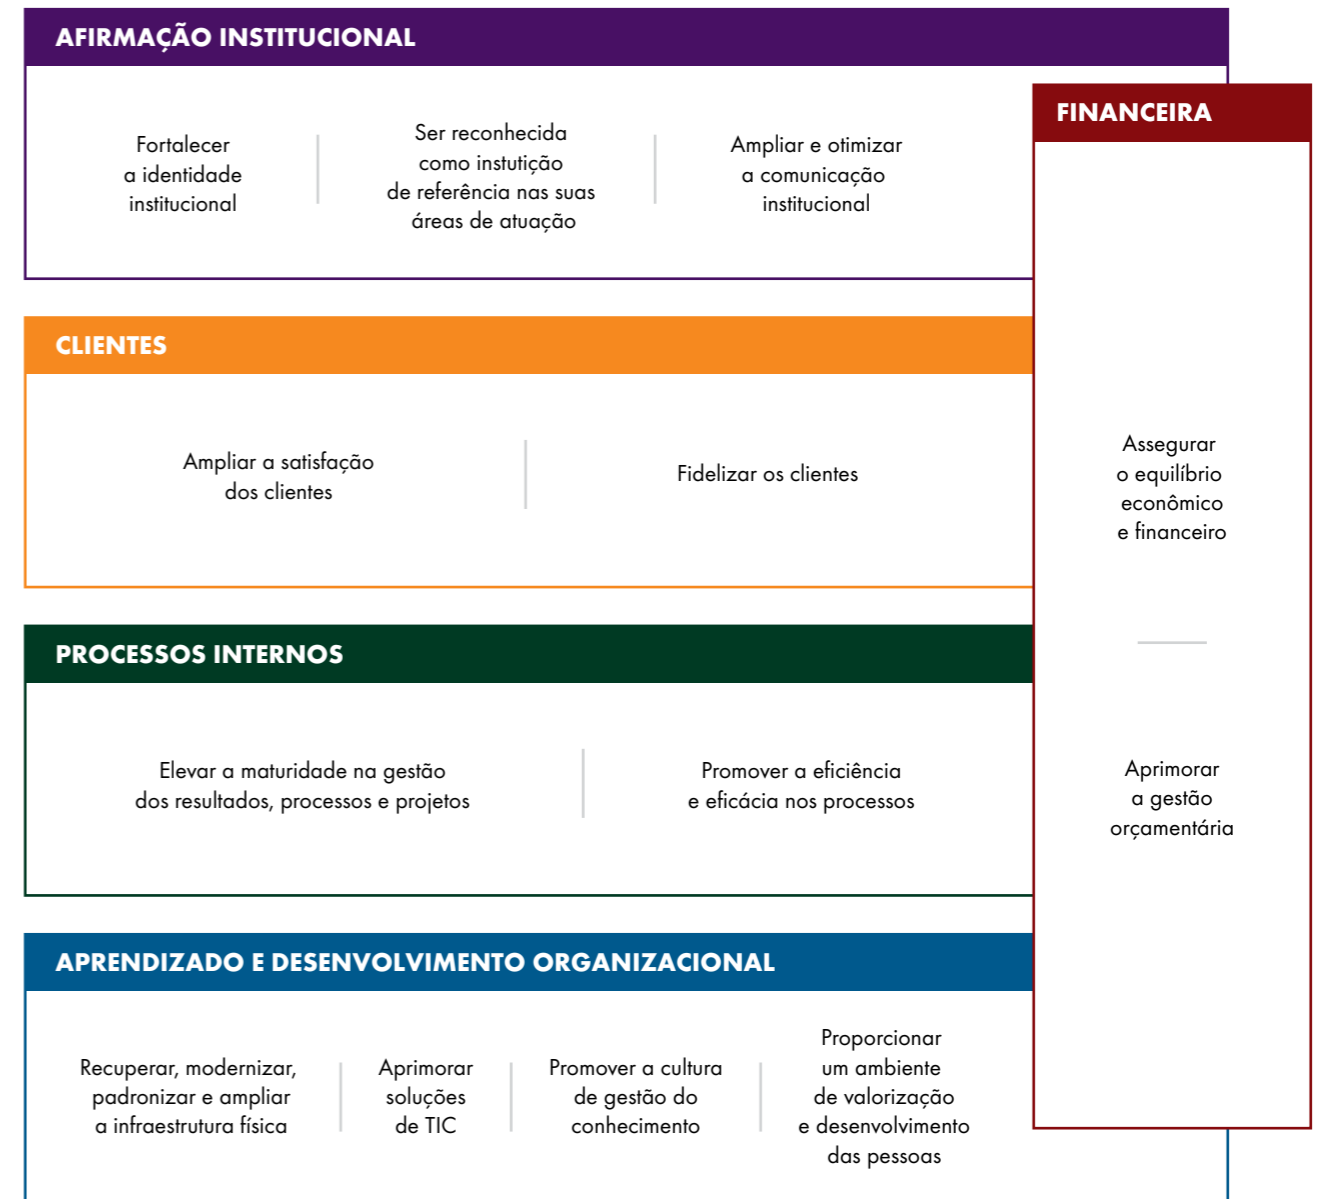 AFIRMAÇÃO INSTITUCIONAL
Fortalecer
a identidade
institucional
Ser reconhecida
como instutição
de referência nas suas
áreas de atuação
Ampliar e otimizar
a comunicação
institucional
FINANCEIRA
Assegurar
o equilíbrio
econômico
e financeiro
Aprimorar
a gestão
orçamentária
CLIENTES
Ampliar a satisfação
dos clientes
Fidelizar os clientes
PROCESSOS INTERNOS
Elevar a maturidade na gestão
dos resultados, processos e projetos
Promover a eficiência
e eficácia nos processos
APRENDIZADO E DESENVOLVIMENTO ORGANIZACIONAL
Recuperar, modernizar,
padronizar e ampliar
a infraestrutura física
Aprimorar
soluções
de TIC
Promover a cultura
de gestão do
conhecimento
Proporcionar
um ambiente
de valorização
e desenvolvimento
das pessoas